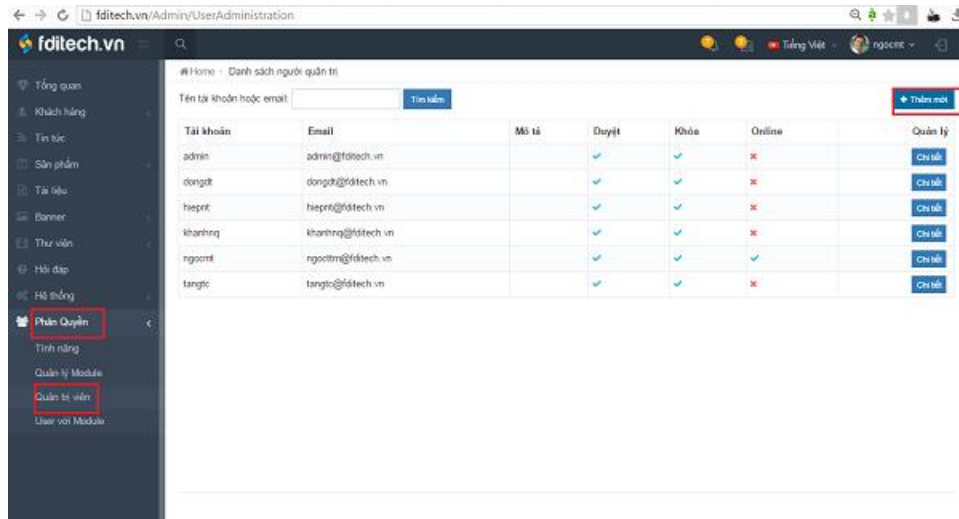 fditech.vn/Admin/UserAdministration
fditech.vn
Tiếng Việt
ngocmt
Home - Danh sách người quản trị
Tên tài khoản hoặc email:
Tìm kiếm
Thêm mới
Tài khoản Email Mô tả Duyệt Khóa Online Quản lý
admin admin@fditech.vn Chi tiết
dongdt dongdt@fditech.vn Chi tiết
hiepnt hiepnt@fditech.vn Chi tiết
khanhnq khanhnq@fditech.vn Chi tiết
ngocmt ngocttm@fditech.vn Chi tiết
tangtc tangtc@fditech.vn Chi tiết
Tổng quan
Khách hàng
Tin tức
Sản phẩm
Tài liệu
Banner
Thư viện
Hỏi đáp
Hệ thống
Phân Quyền
Tính năng
Quản lý Module
Quản trị viên
User với Module